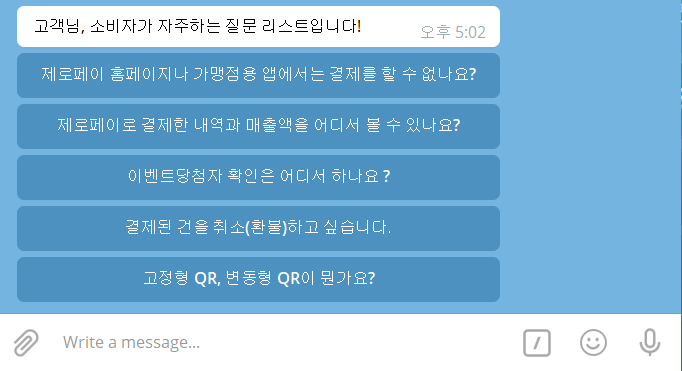 고객님, 소비자가 자주하는 질문 리스트입니다!
오후 5:02
제로페이 홈페이지나 가맹점용 앱에서는 결제를 할 수 없나요?
제로페이로 결제한 내역과 매출액을 어디서 볼 수 있나요?
이벤트당첨자 확인은 어디서 하나요 ?
결제된 건을 취소(환불)하고 싶습니다.
고정형 QR, 변동형 QR이 뭔가요?
Write a message...